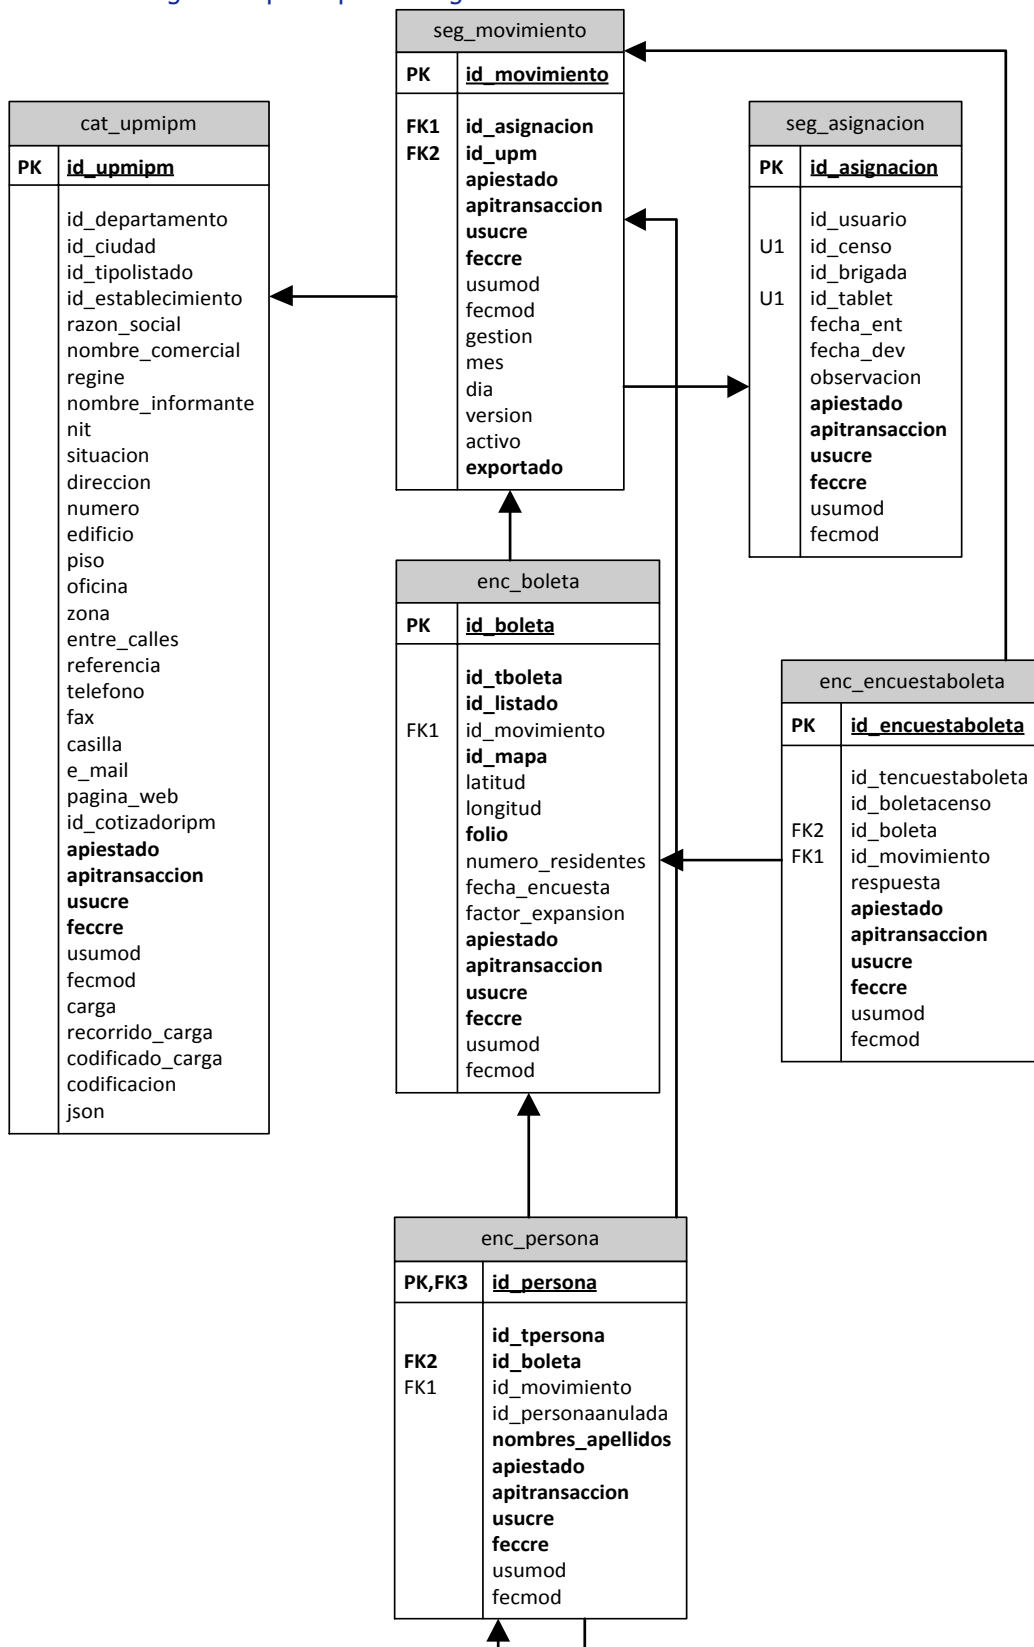 seg_movimiento
PK id_movimiento
FK1 id_asignacion
FK2 id_upm
apiestado
apitransaccion
usucre
feccre
usumod
fecmod
gestion
mes
dia
version
activo
exportado
cat_upmipm
PK id_upmipm
id_departamento
id_ciudad
id_tipolistado
id_establecimiento
razon_social
nombre_comercial
regine
nombre_informante
nit
situacion
direccion
numero
edificio
piso
oficina
zona
entre_calles
referencia
telefono
fax
casilla
e_mail
pagina_web
id_cotizadoripm
apiestado
apitransaccion
usucre
feccre
usumod
fecmod
carga
recorrido_carga
codificado_carga
codificacion
json
seg_asignacion
PK id_asignacion
id_usuario
U1 id_censo
id_brigada
U1 id_tablet
fecha_ent
fecha_dev
observacion
apiestado
apitransaccion
usucre
feccre
usumod
fecmod
enc_boleta
PK id_boleta
id_tboleta
id_listado
FK1 id_movimiento
id_mapa
latitud
longitud
folio
numero_residentes
fecha_encuesta
factor_expansion
apiestado
apitransaccion
usucre
feccre
usumod
fecmod
enc_encuestaboleta
PK id_encuestaboleta
id_tencuestaboleta
id_boletacenso
FK2 id_boleta
FK1 id_movimiento
respuesta
apiestado
apitransaccion
usucre
feccre
usumod
fecmod
enc_persona
PK,FK3 id_persona
id_tpersona
FK2 id_boleta
FK1 id_movimiento
id_personaanulada
nombres_apellidos
apiestado
apitransaccion
usucre
feccre
usumod
fecmod